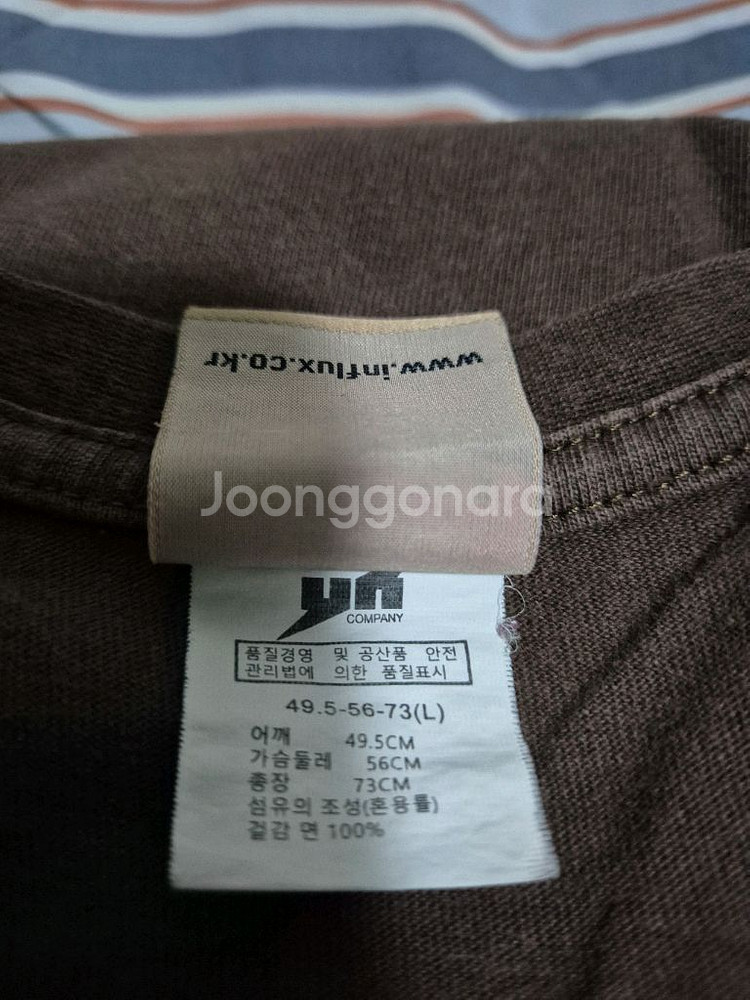 www.influx.co.kr
Joonggonara
COMPANY
품질경영 및 공산품 안전
관리법에 의한 품질표시
49.5-56-73(L)
어깨 49.5CM
가슴둘레 56CM
총장 73CM
섬유의 조성(혼용률)
겉감 면 100%